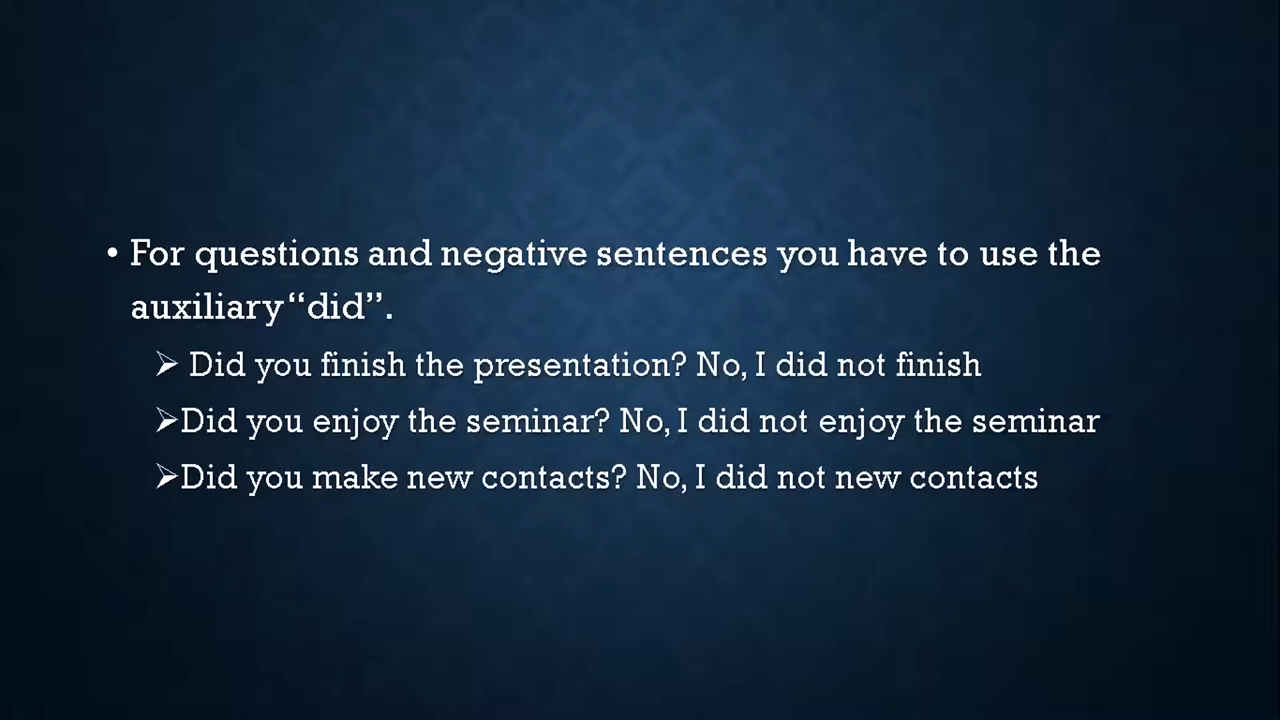 • For questions and negative sentences you have to use the
auxiliary “did”.
➢ Did you finish the presentation? No, I did not finish
➢Did you enjoy the seminar? No, I did not enjoy the seminar
➢Did you make new contacts? No, I did not new contacts